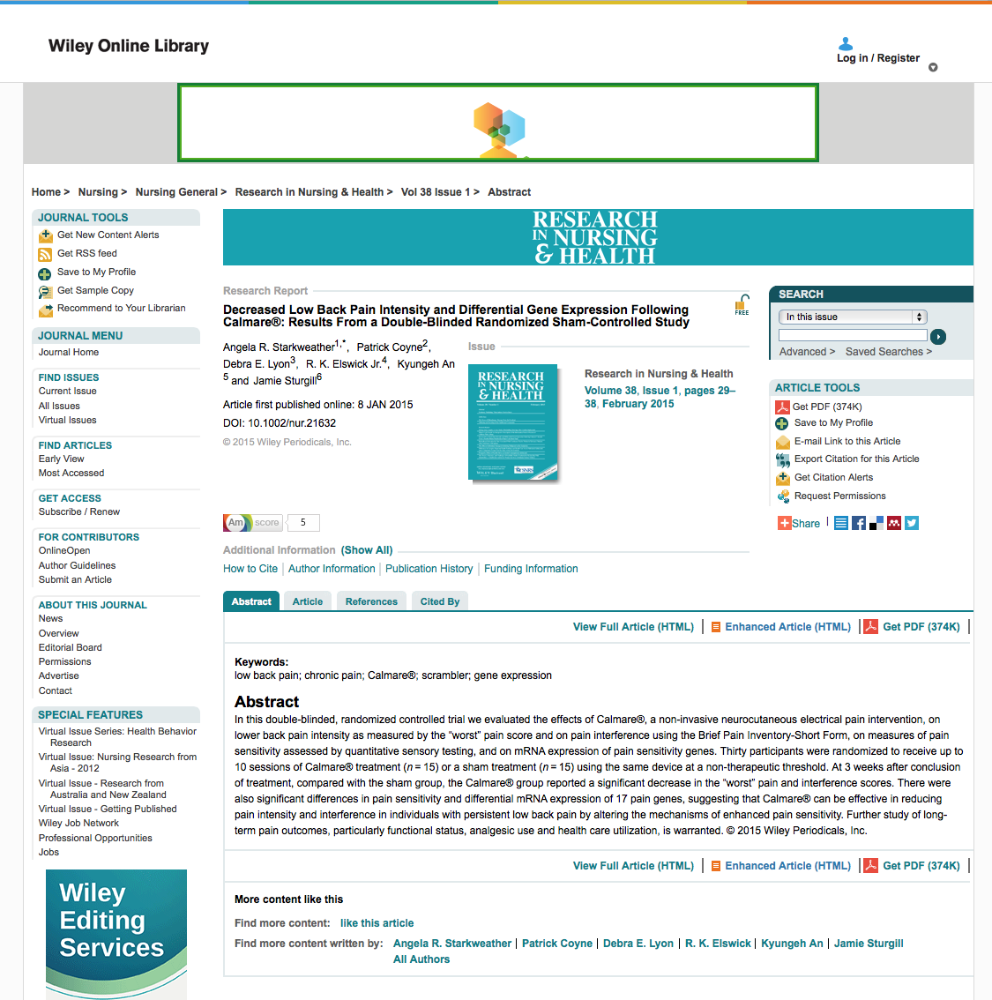 Wiley Online Library
Log in / Register
Home > Nursing > Nursing General > Research in Nursing & Health > Vol 38 Issue 1 > Abstract
JOURNAL TOOLS
Get New Content Alerts
Get RSS feed
Save to My Profile
Get Sample Copy
Recommend to Your Librarian
JOURNAL MENU
Journal Home
FIND ISSUES
Current Issue
All Issues
Virtual Issues
FIND ARTICLES
Early View
Most Accessed
GET ACCESS
Subscribe / Renew
FOR CONTRIBUTORS
OnlineOpen
Author Guidelines
Submit an Article
ABOUT THIS JOURNAL
News
Overview
Editorial Board
Permissions
Advertise
Contact
SPECIAL FEATURES
Virtual Issue Series: Health Behavior
Research
Virtual Issue: Nursing Research from
Asia - 2012
Virtual Issue - Research from
Australia and New Zealand
Virtual Issue - Getting Published
Wiley Job Network
Professional Opportunities
Jobs
Wiley
Editing
Services
RESEARCH
IN NURSING
& HEALTH
Research Report
FREE
Decreased Low Back Pain Intensity and Differential Gene Expression Following
Calmare®: Results From a Double-Blinded Randomized Sham-Controlled Study
Angela R. Starkweather1,*, Patrick Coyne2,
Debra E. Lyon3, R. K. Elswick Jr.4, Kyungeh An
5 and Jamie Sturgill6
Article first published online: 8 JAN 2015
DOI: 10.1002/nur.21632
© 2015 Wiley Periodicals, Inc.
Issue
RESEARCH
IN NURSING
& HEALTH
Research in Nursing & Health
Volume 38, Issue 1, pages 29–
38, February 2015
Am score 5
Additional Information (Show All)
How to Cite | Author Information | Publication History | Funding Information
Abstract Article References Cited By
View Full Article (HTML) | Enhanced Article (HTML) | Get PDF (374K) |
Keywords:
low back pain; chronic pain; Calmare®; scrambler; gene expression
Abstract
In this double-blinded, randomized controlled trial we evaluated the effects of Calmare®, a non-invasive neurocutaneous electrical pain intervention, on
lower back pain intensity as measured by the “worst” pain score and on pain interference using the Brief Pain Inventory-Short Form, on measures of pain
sensitivity assessed by quantitative sensory testing, and on mRNA expression of pain sensitivity genes. Thirty participants were randomized to receive up to
10 sessions of Calmare® treatment (n = 15) or a sham treatment (n = 15) using the same device at a non-therapeutic threshold. At 3 weeks after conclusion
of treatment, compared with the sham group, the Calmare® group reported a significant decrease in the “worst” pain and interference scores. There were
also significant differences in pain sensitivity and differential mRNA expression of 17 pain genes, suggesting that Calmare® can be effective in reducing
pain intensity and interference in individuals with persistent low back pain by altering the mechanisms of enhanced pain sensitivity. Further study of long-
term pain outcomes, particularly functional status, analgesic use and health care utilization, is warranted. © 2015 Wiley Periodicals, Inc.
View Full Article (HTML) | Enhanced Article (HTML) | Get PDF (374K) |
More content like this
Find more content: like this article
Find more content written by: Angela R. Starkweather | Patrick Coyne | Debra E. Lyon | R. K. Elswick | Kyungeh An | Jamie Sturgill
All Authors
SEARCH
In this issue
Advanced > Saved Searches >
ARTICLE TOOLS
Get PDF (374K)
Save to My Profile
E-mail Link to this Article
Export Citation for this Article
Get Citation Alerts
Request Permissions
Share |